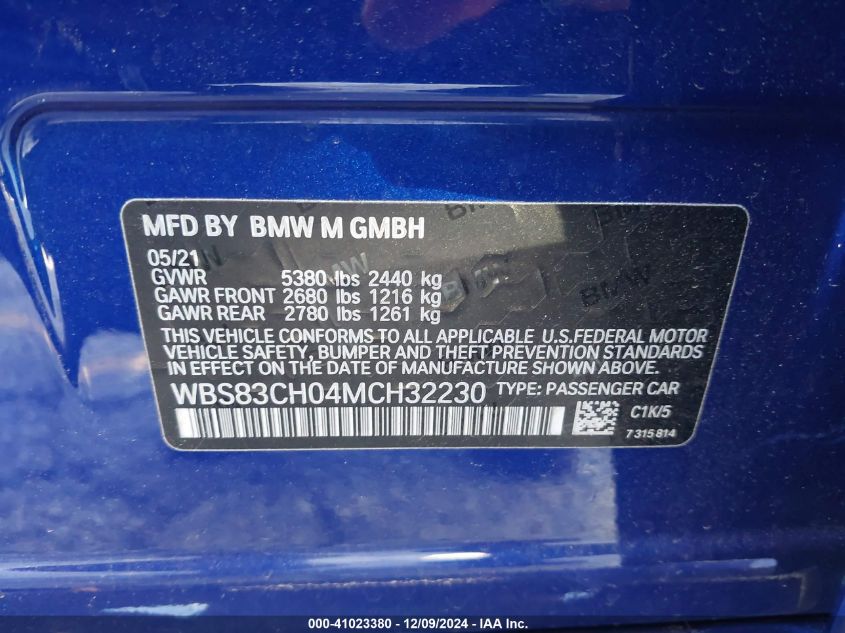 MFD BY BMW M GMBH
05/21
GVWR 5380 lbs 2440 kg
GAWR FRONT 2680 lbs 1216 kg
GAWR REAR 2780 lbs 1261 kg
THIS VEHICLE CONFORMS TO ALL APPLICABLE U.S.FEDERAL MOTOR
VEHICLE SAFETY, BUMPER AND THEFT PREVENTION STANDARDS
IN EFFECT ON THE DATE OF MANUFACTURE SHOWN ABOVE.
WBS83CH04MCH32230 TYPE: PASSENGER CAR
C1K/5
7 315 814
000-41023380 - 12/09/2024 - IAA Inc.